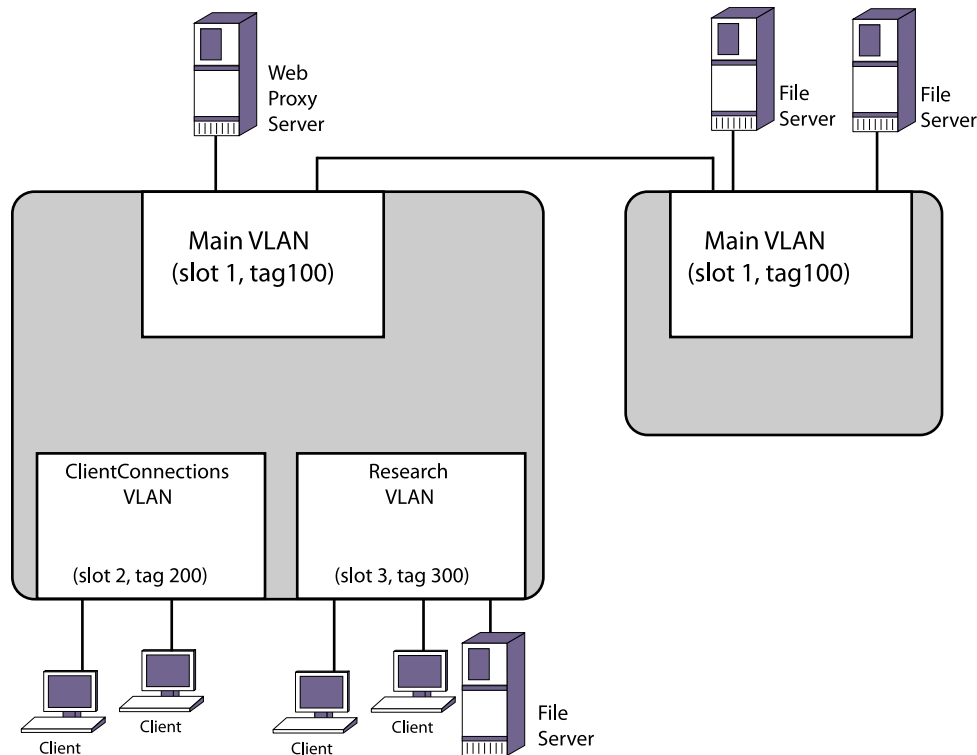 Web
Proxy
Server
File
Server
File
Server
Main VLAN
(slot 1, tag100)
Main VLAN
(slot 1, tag100)
ClientConnections
VLAN
(slot 2, tag 200)
Research
VLAN
(slot 3, tag 300)
Client
Client
Client
Client
File
Server